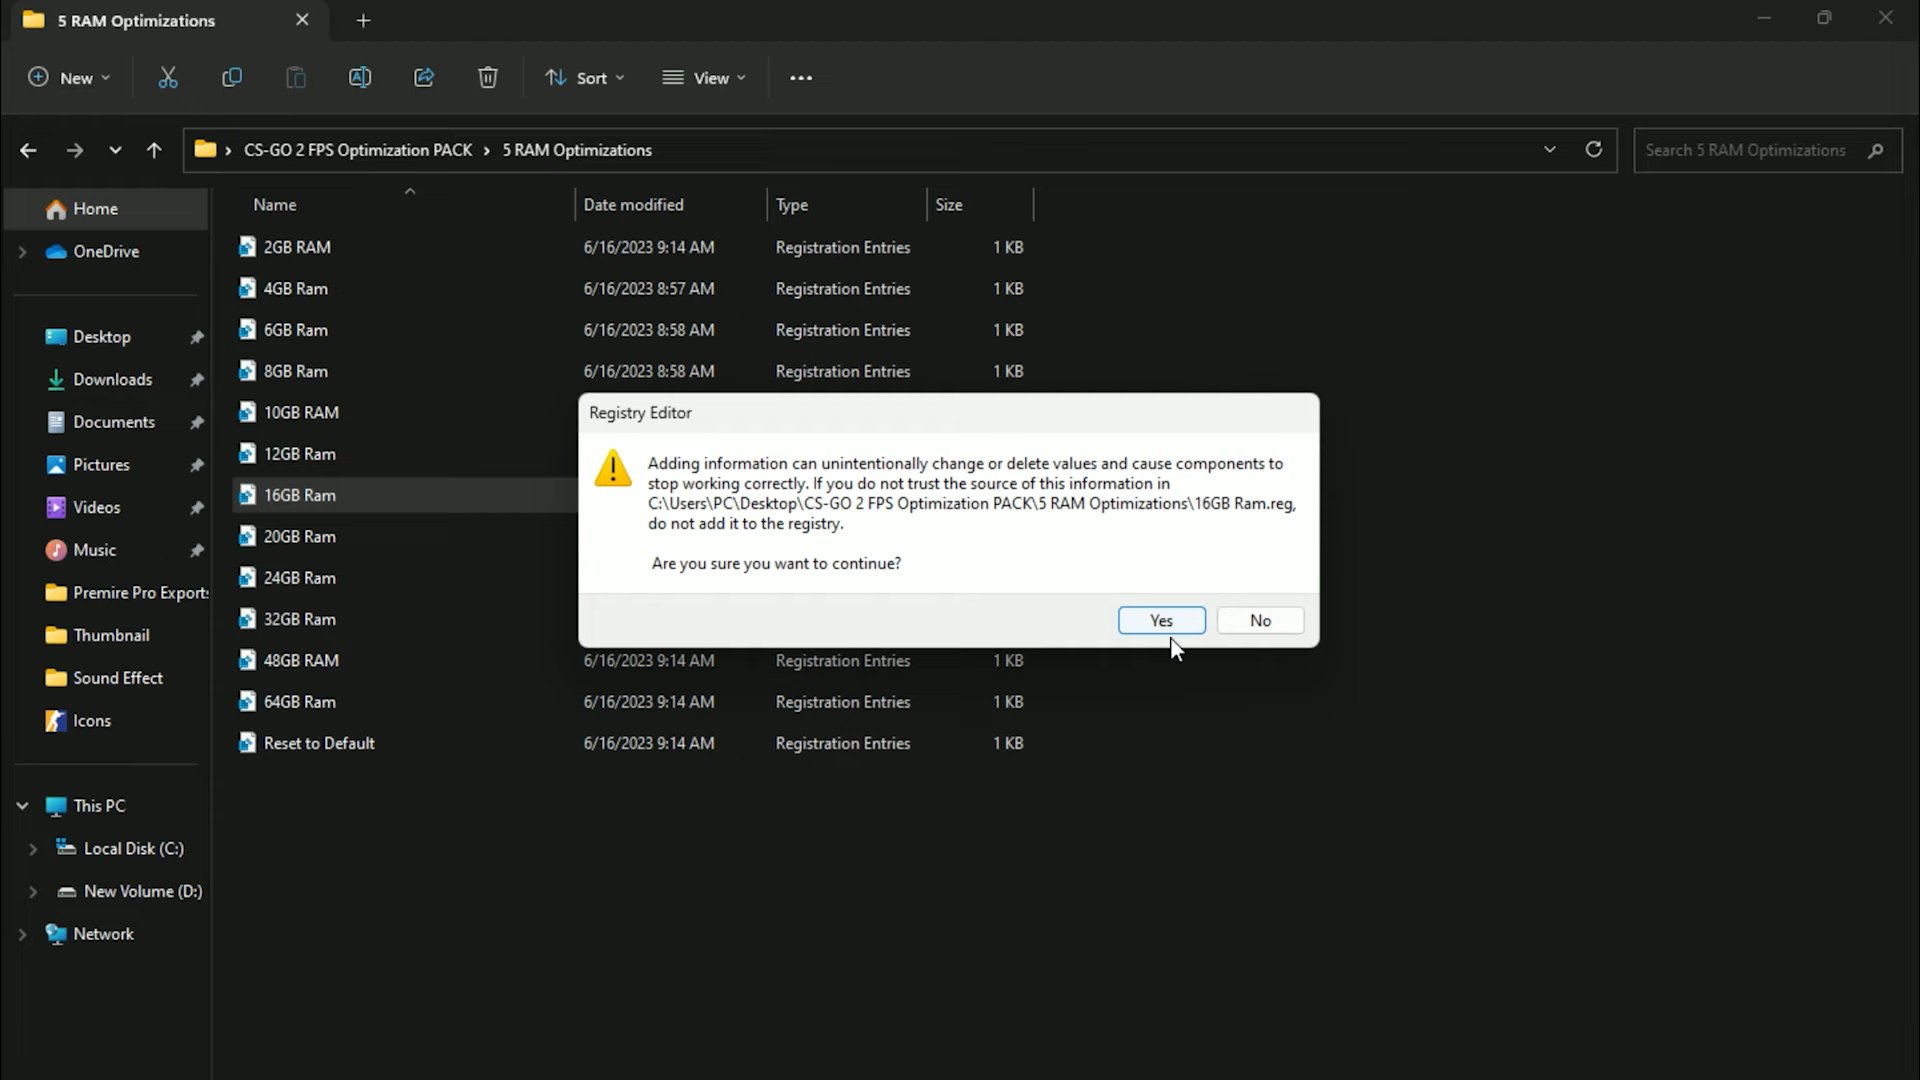 5 RAM Optimizations
New
Sort
View
CS-GO 2 FPS Optimization PACK
5 RAM Optimizations
Search 5 RAM Optimizations
Home
OneDrive
Desktop
Downloads
Documents
Pictures
Videos
Music
Premire Pro Exports
Thumbnail
Sound Effect
Icons
This PC
Local Disk (C:)
New Volume (D:)
Network
Name Date modified Type Size
2GB RAM 6/16/2023 9:14 AM Registration Entries 1 KB
4GB Ram 6/16/2023 8:57 AM Registration Entries 1 KB
6GB Ram 6/16/2023 8:58 AM Registration Entries 1 KB
8GB Ram 6/16/2023 8:58 AM Registration Entries 1 KB
10GB RAM
12GB Ram
16GB Ram
20GB Ram
24GB Ram
32GB Ram
48GB RAM 6/16/2023 9:14 AM Registration Entries 1 KB
64GB Ram 6/16/2023 9:14 AM Registration Entries 1 KB
Reset to Default 6/16/2023 9:14 AM Registration Entries 1 KB
Registry Editor
Adding information can unintentionally change or delete values and cause components to
stop working correctly. If you do not trust the source of this information in
C:\Users\PC\Desktop\CS-GO 2 FPS Optimization PACK\5 RAM Optimizations\16GB Ram.reg,
do not add it to the registry.
Are you sure you want to continue?
Yes
No